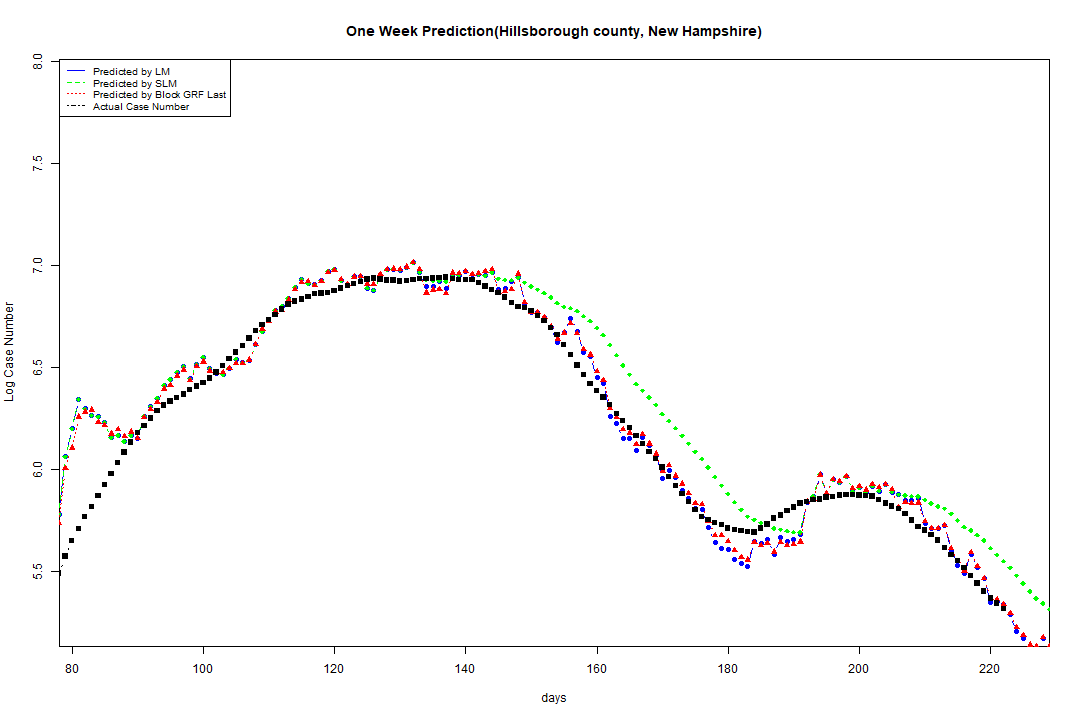 One Week Prediction(Hillsborough county, New Hampshire)
Predicted by LM
Predicted by SLM
Predicted by Block GRF Last
Actual Case Number
8.0
7.5
7.0
6.5
6.0
5.5
Log Case Number
80 100 120 140 160 180 200 220
days